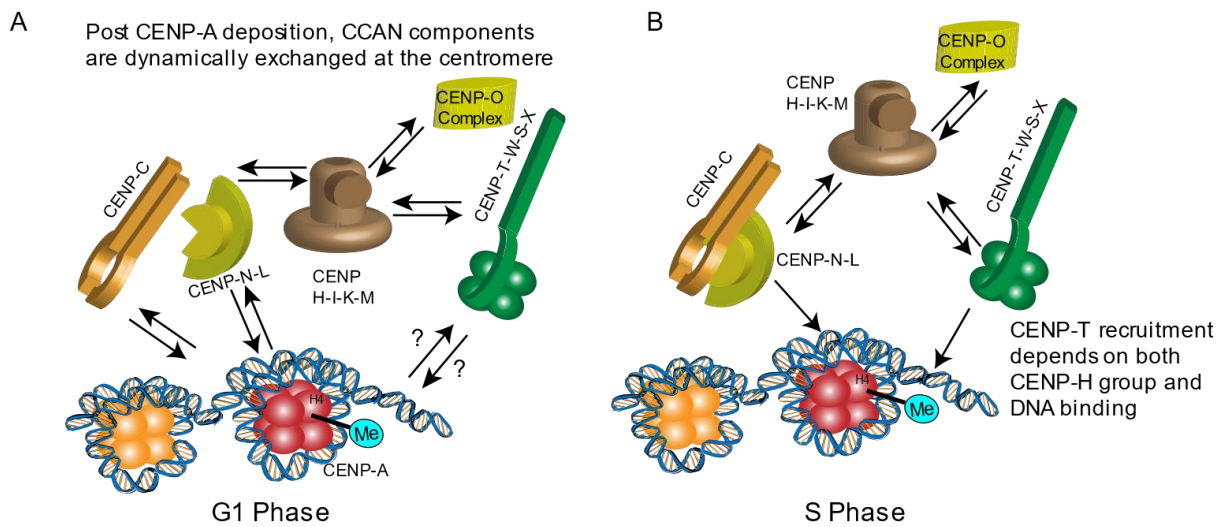 A
Post CENP-A deposition, CCAN components
are dynamically exchanged at the centromere
CENP-O
Complex
CENP-T-W-S-X
CENP-C
CENP-N-L
CENP
H-I-K-M
?
?
H4
Me
CENP-A
G1 Phase
B
CENP-O
Complex
CENP
H-I-K-M
CENP-T-W-S-X
CENP-C
CENP-N-L
CENP-T recruitment
depends on both
CENP-H group and
DNA binding
H4
Me
S Phase